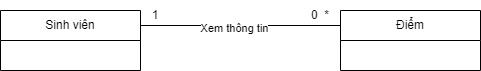 Sinh viên 1 0 * Điểm
Xem thông tin